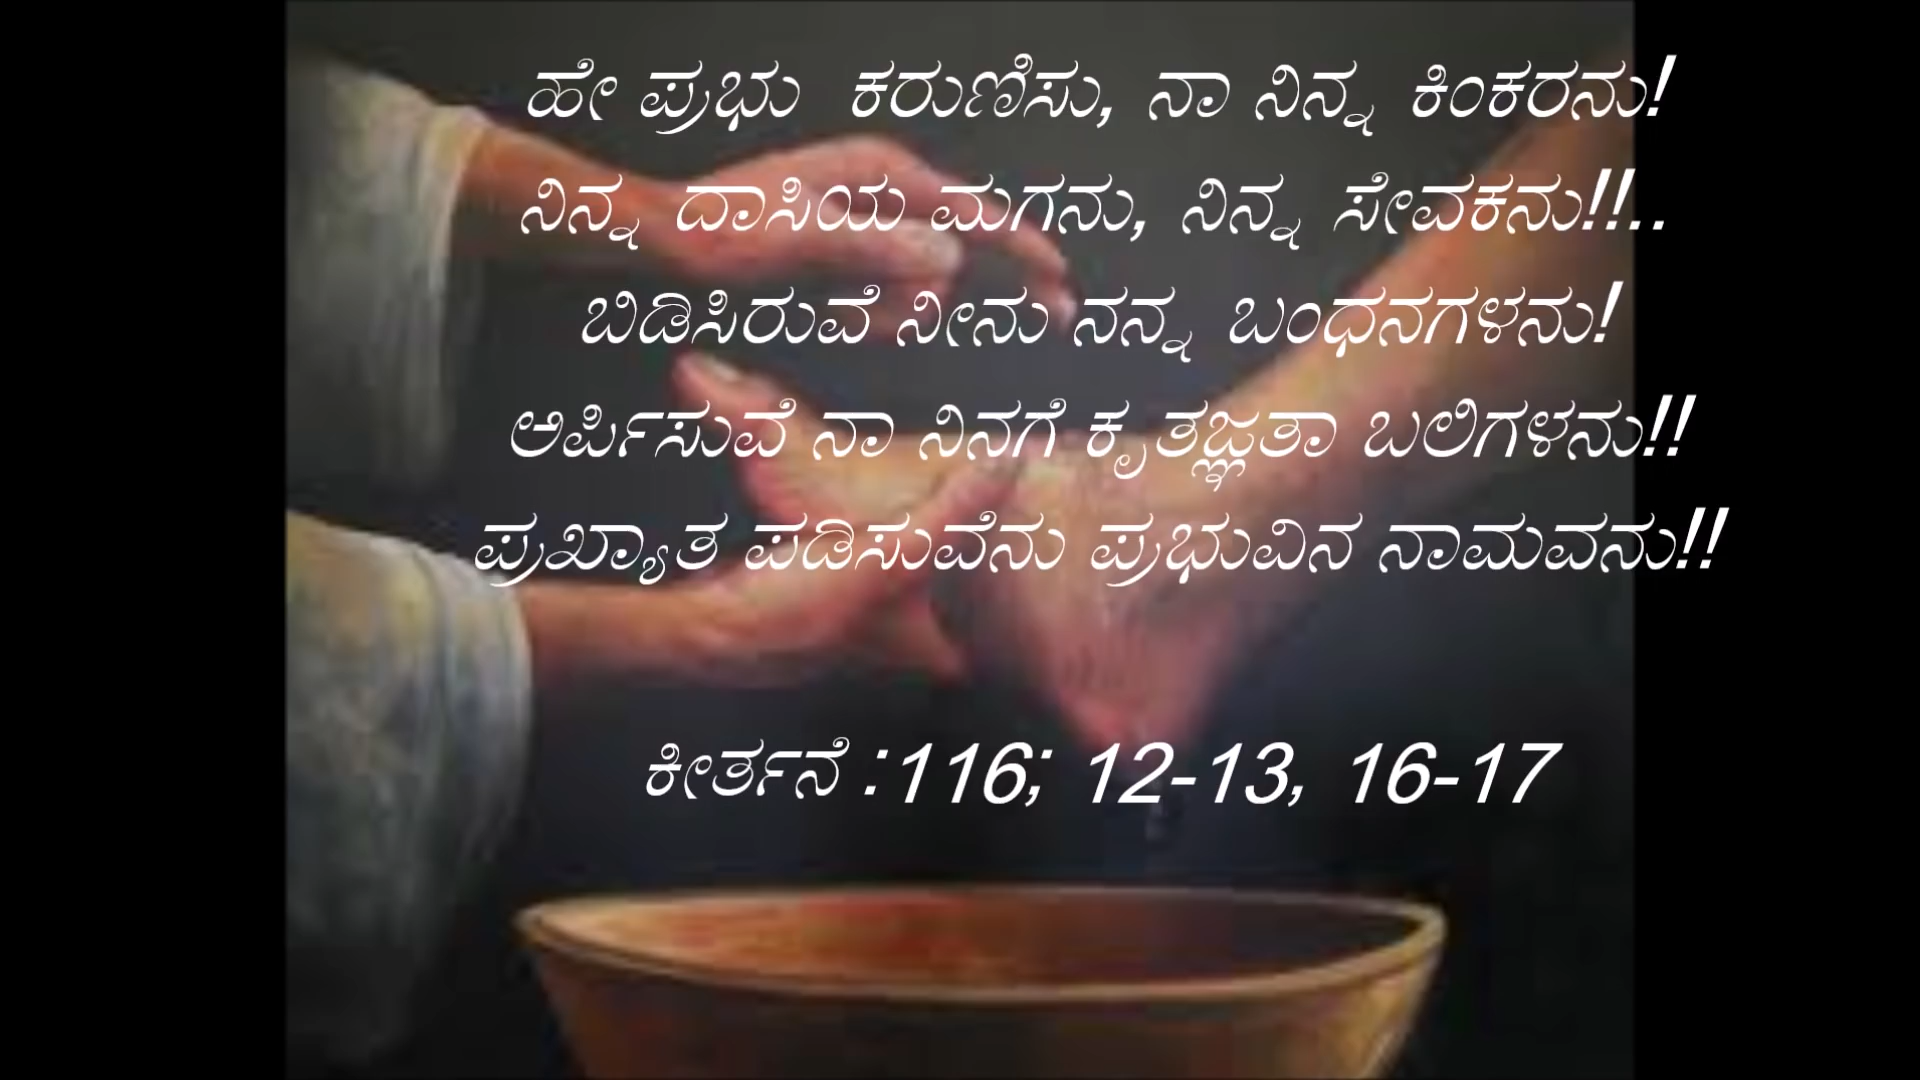 ಹೇ ಪ್ರಭು ಕರುಣಿಸು, ನಾ ನಿನ್ನ ಕಿಂಕರನು!
ನಿನ್ನ ದಾಸಿಯ ಮಗನು, ನಿನ್ನ ಸೇವಕನು!!..
ಬಿಡಿಸಿರುವೆ ನೀನು ನನ್ನ ಬಂಧನಗಳನು!
ಅರ್ಪಿಸುವೆ ನಾ ನಿನಗೆ ಕೃತಜ್ಞತಾ ಬಲಿಗಳನು!!
ಪ್ರಖ್ಯಾತ ಪಡಿಸುವೆನು ಪ್ರಭುವಿನ ನಾಮವನು!!
ಕೀರ್ತನೆ :116; 12-13, 16-17